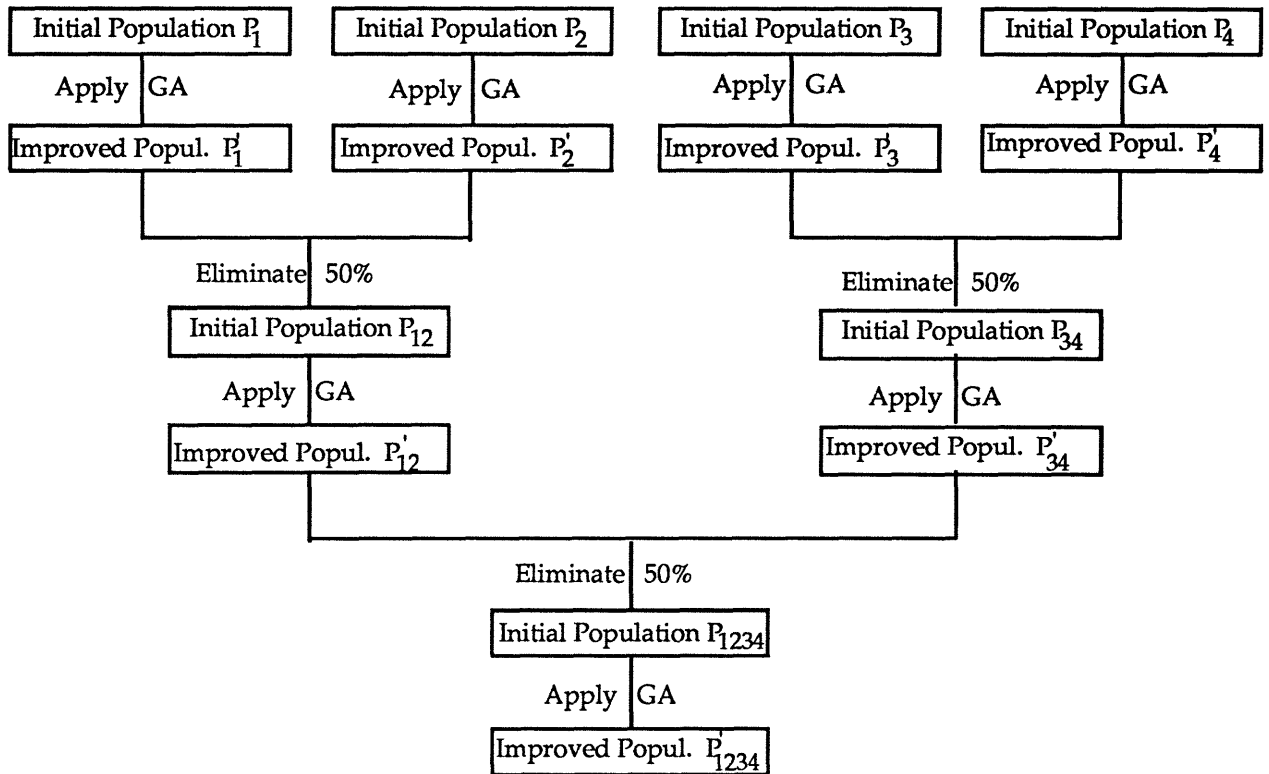 Initial Population P1
Initial Population P2
Initial Population P3
Initial Population P4
Apply GA
Apply GA
Apply GA
Apply GA
Improved Popul. P'1
Improved Popul. P'2
Improved Popul. P'3
Improved Popul. P'4
Eliminate 50%
Eliminate 50%
Initial Population P12
Initial Population P34
Apply GA
Apply GA
Improved Popul. P'12
Improved Popul. P'34
Eliminate 50%
Initial Population P1234
Apply GA
Improved Popul. P'1234